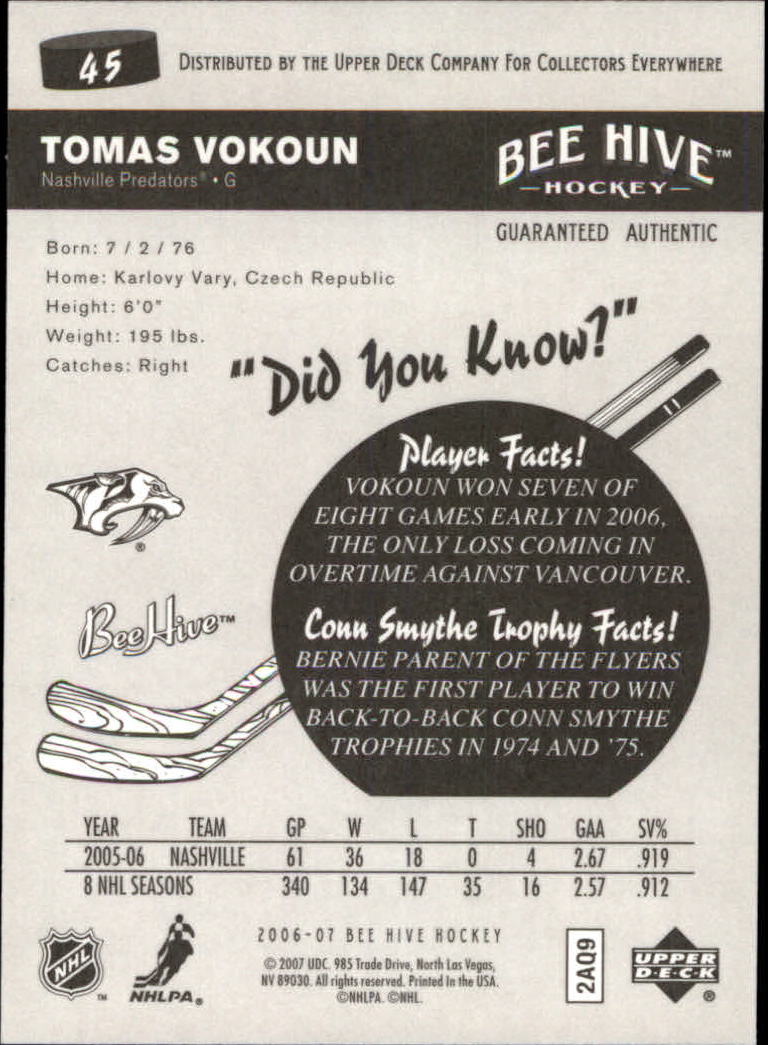 45
DISTRIBUTED BY THE UPPER DECK COMPANY FOR COLLECTORS EVERYWHERE
TOMAS VOKOUN
Nashville Predators® • G
BEE HIVE™
HOCKEY
GUARANTEED AUTHENTIC
Born: 7 / 2 / 76
Home: Karlovy Vary, Czech Republic
Height: 6'0"
Weight: 195 lbs.
Catches: Right
"Did You Know?"
Player Facts!
VOKOUN WON SEVEN OF
EIGHT GAMES EARLY IN 2006,
THE ONLY LOSS COMING IN
OVERTIME AGAINST VANCOUVER.
®
BeeHive™
Conn Smythe Trophy Facts!
BERNIE PARENT OF THE FLYERS
WAS THE FIRST PLAYER TO WIN
BACK-TO-BACK CONN SMYTHE
TROPHIES IN 1974 AND '75.
YEAR TEAM GP W L T SHO GAA SV%
2005-06 NASHVILLE 61 36 18 0 4 2.67 .919
8 NHL SEASONS 340 134 147 35 16 2.57 .912
NHL™
NHLPA®
2006-07 BEE HIVE HOCKEY
© 2007 UDC. 985 Trade Drive, North Las Vegas,
NV 89030. All rights reserved. Printed In the USA.
©NHLPA. ©NHL.
2AQ9
UPPER
D·E·C·K
®